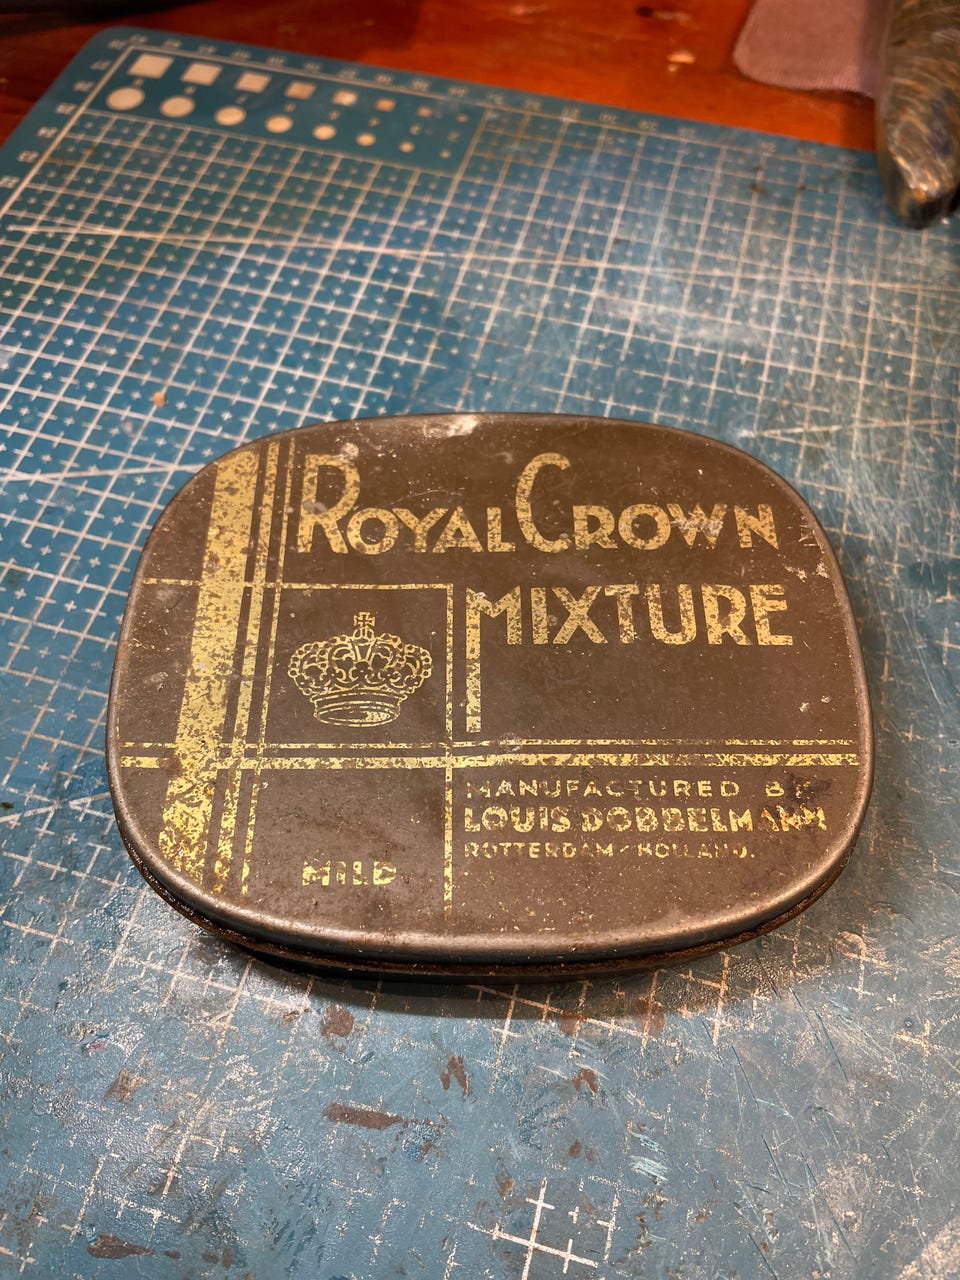 ROYAL CROWN
MIXTURE
MANUFACTURED BY
LOUIS DOBBELMANN
ROTTERDAM-HOLLAND.
MILD